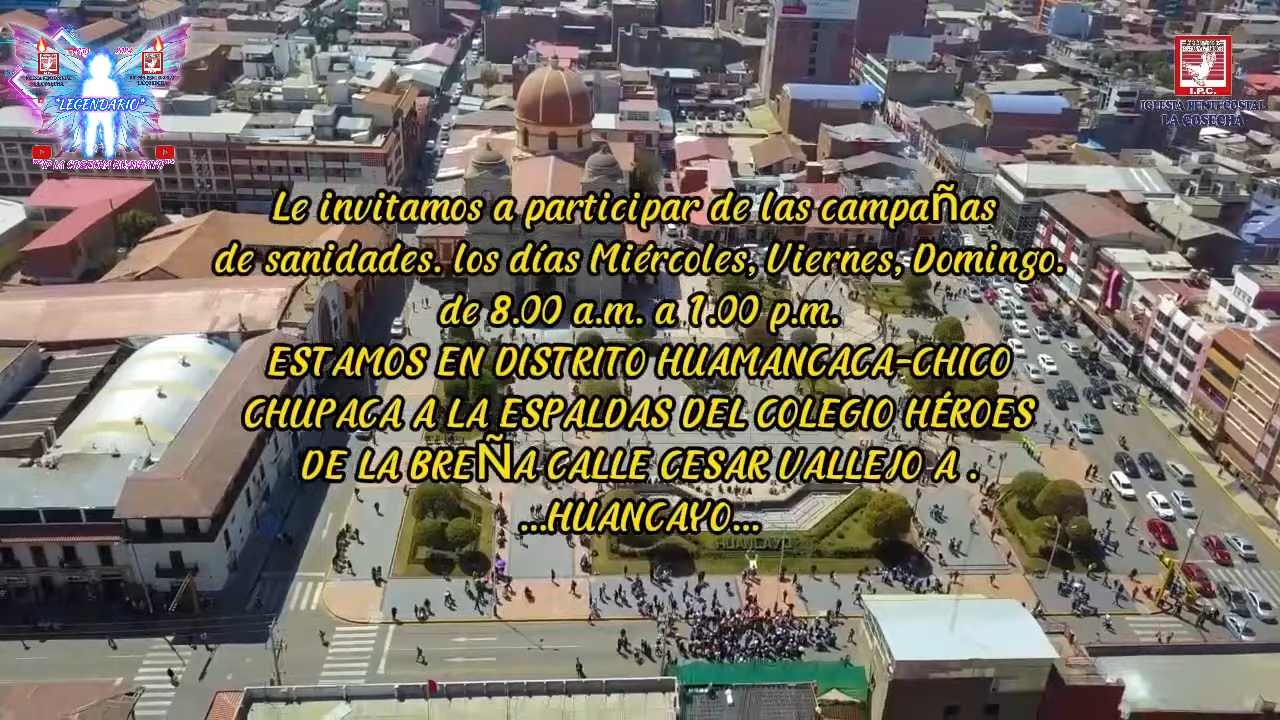 "LEGENDARIO"
I.P.C.
IGLESIA PENTECOSTAL
LA COSECHA
Le invitamos a participar de las campañas
de sanidades. los días Miércoles, Viernes, Domingo.
de 8.00 a.m. a 1.00 p.m.
ESTAMOS EN DISTRITO HUAMANCACA-CHICO
CHUPACA A LA ESPALDAS DEL COLEGIO HÉROES
DE LA BREÑA CALLE CESAR VALLEJO A .
...HUANCAYO...
HUANCAYO